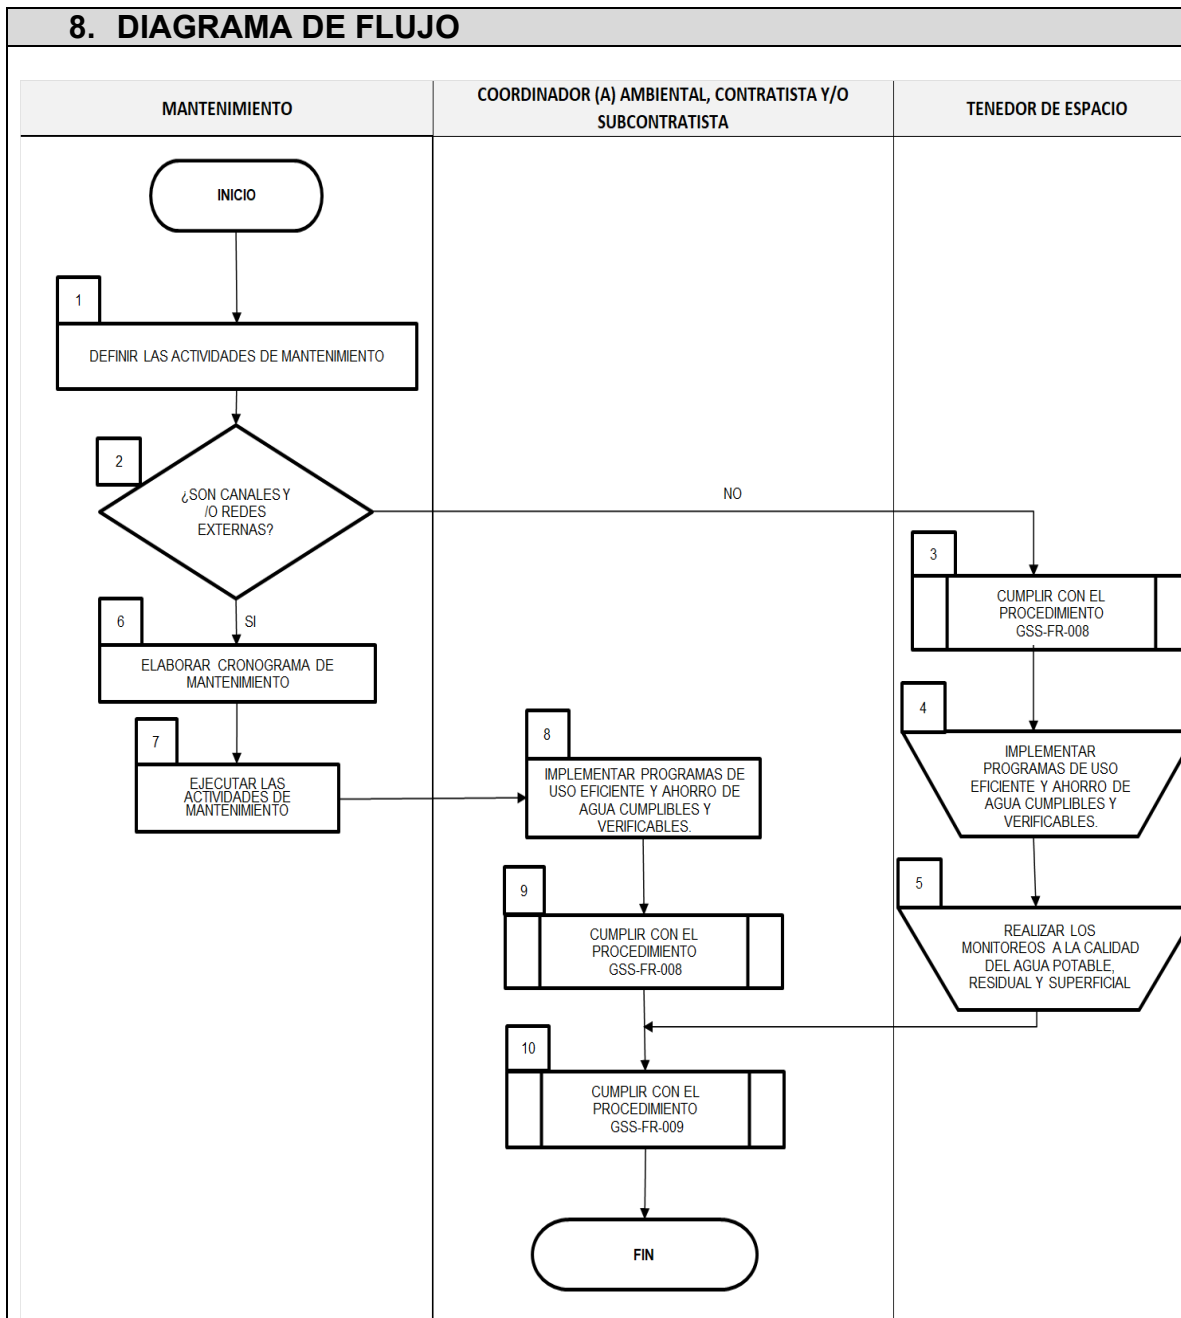 8. DIAGRAMA DE FLUJO
MANTENIMIENTO
COORDINADOR (A) AMBIENTAL, CONTRATISTA Y/O
SUBCONTRATISTA
TENEDOR DE ESPACIO
INICIO
1
DEFINIR LAS ACTIVIDADES DE MANTENIMIENTO
2
¿SON CANALES Y
/O REDES
EXTERNAS?
NO
SI
3
CUMPLIR CON EL
PROCEDIMIENTO
GSS-FR-008
4
IMPLEMENTAR
PROGRAMAS DE USO
EFICIENTE Y AHORRO DE
AGUA CUMPLIBLES Y
VERIFICABLES.
5
REALIZAR LOS
MONITOREOS A LA CALIDAD
DEL AGUA POTABLE,
RESIDUAL Y SUPERFICIAL
6
ELABORAR CRONOGRAMA DE
MANTENIMIENTO
7
EJECUTAR LAS
ACTIVIDADES DE
MANTENIMIENTO
8
IMPLEMENTAR PROGRAMAS DE
USO EFICIENTE Y AHORRO DE
AGUA CUMPLIBLES Y
VERIFICABLES.
9
CUMPLIR CON EL
PROCEDIMIENTO
GSS-FR-008
10
CUMPLIR CON EL
PROCEDIMIENTO
GSS-FR-009
FIN